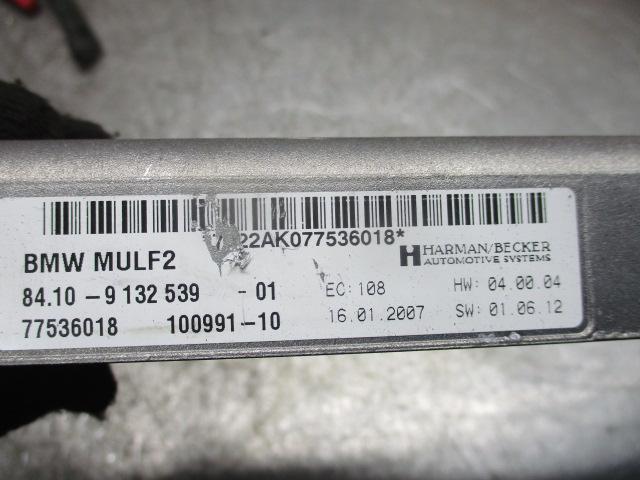 22AK077536018*
BMW MULF2
HARMAN/BECKER
AUTOMOTIVE SYSTEMS
84.10 - 9 132 539 - 01 EC: 108 HW: 04.00.04
77536018 100991-10 16.01.2007 SW: 01.06.12